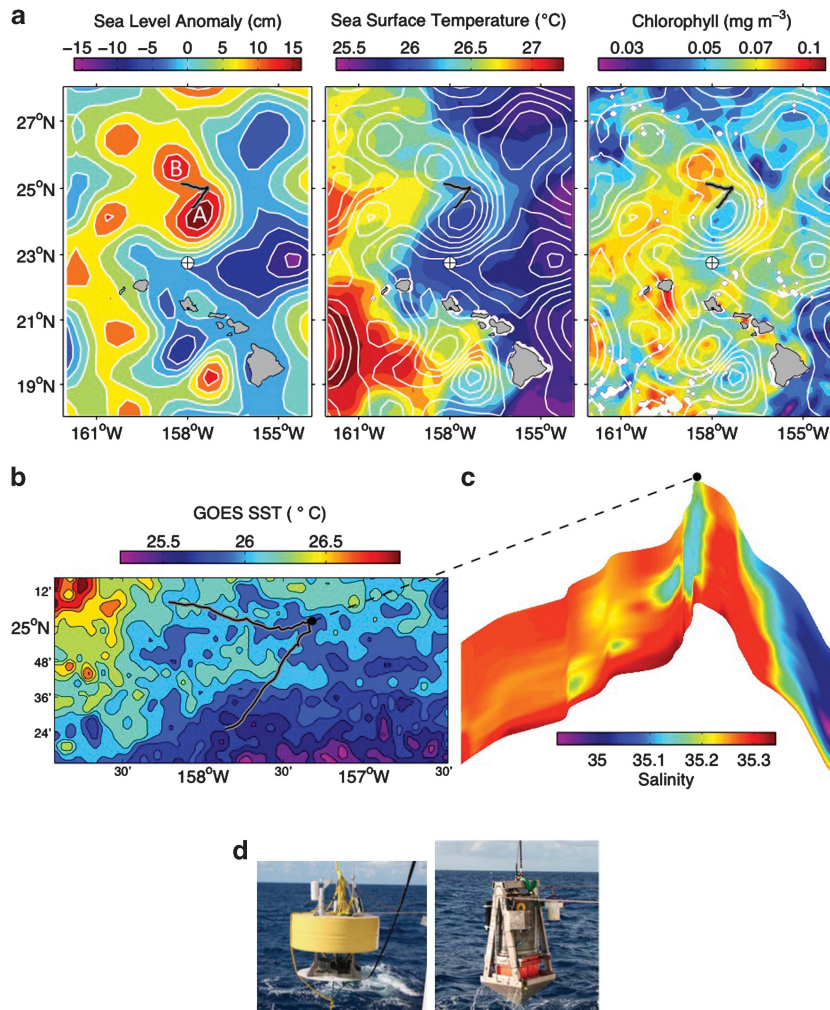 a
Sea Level Anomaly (cm)
Sea Surface Temperature (°C)
Chlorophyll (mg m⁻³)
−15 −10 −5 0 5 10 15
25.5 26 26.5 27
0.03 0.05 0.07 0.1
27°N
25°N
23°N
21°N
19°N
B
A
161°W 158°W 155°W
161°W 158°W 155°W
161°W 158°W 155°W
b
GOES SST ( ° C)
25.5 26 26.5
12'
25°N
48'
36'
24'
30' 158°W 30' 157°W 30'
c
35 35.1 35.2 35.3
Salinity
d